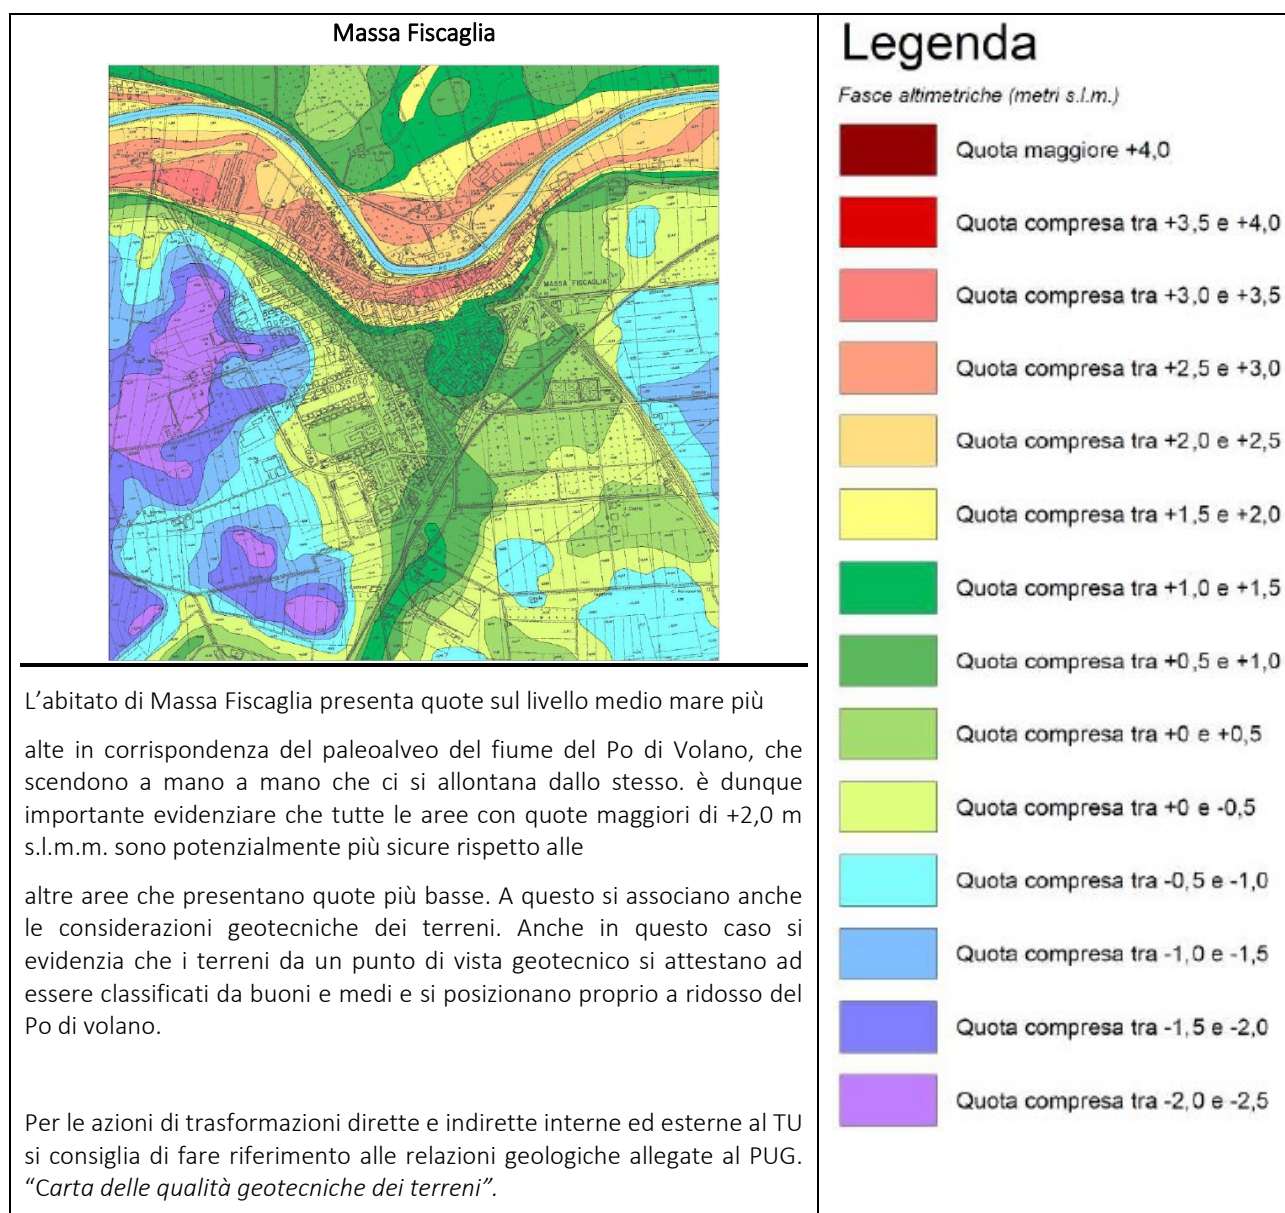 Massa Fiscaglia
MASSA FISCAGLIA
L'abitato di Massa Fiscaglia presenta quote sul livello medio mare più
alte in corrispondenza del paleoalveo del fiume del Po di Volano, che
scendono a mano a mano che ci si allontana dallo stesso. è dunque
importante evidenziare che tutte le aree con quote maggiori di +2,0 m
s.l.m.m. sono potenzialmente più sicure rispetto alle
altre aree che presentano quote più basse. A questo si associano anche
le considerazioni geotecniche dei terreni. Anche in questo caso si
evidenzia che i terreni da un punto di vista geotecnico si attestano ad
essere classificati da buoni e medi e si posizionano proprio a ridosso del
Po di volano.
Per le azioni di trasformazioni dirette e indirette interne ed esterne al TU
si consiglia di fare riferimento alle relazioni geologiche allegate al PUG.
"Carta delle qualità geotecniche dei terreni".
Legenda
Fasce altimetriche (metri s.l.m.)
Quota maggiore +4,0
Quota compresa tra +3,5 e +4,0
Quota compresa tra +3,0 e +3,5
Quota compresa tra +2,5 e +3,0
Quota compresa tra +2,0 e +2,5
Quota compresa tra +1,5 e +2,0
Quota compresa tra +1,0 e +1,5
Quota compresa tra +0,5 e +1,0
Quota compresa tra +0 e +0,5
Quota compresa tra +0 e -0,5
Quota compresa tra -0,5 e -1,0
Quota compresa tra -1,0 e -1,5
Quota compresa tra -1,5 e -2,0
Quota compresa tra -2,0 e -2,5